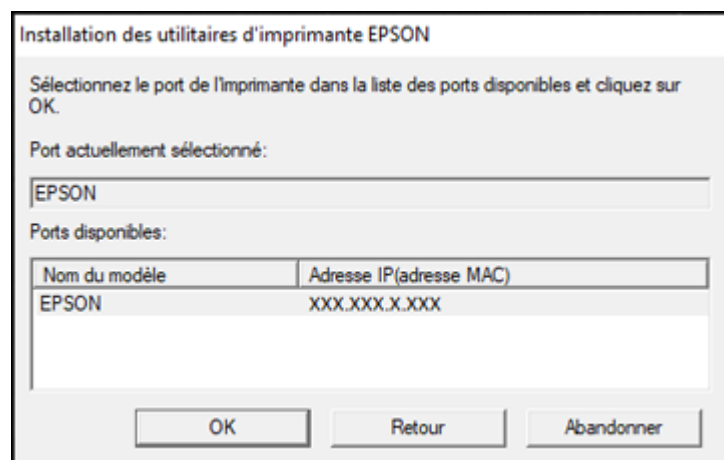 Installation des utilitaires d'imprimante EPSON
Sélectionnez le port de l'imprimante dans la liste des ports disponibles et cliquez sur
OK.
Port actuellement sélectionné:
EPSON
Ports disponibles:
Nom du modèle Adresse IP(adresse MAC)
EPSON XXX.XXX.X.XXX
OK Retour Abandonner